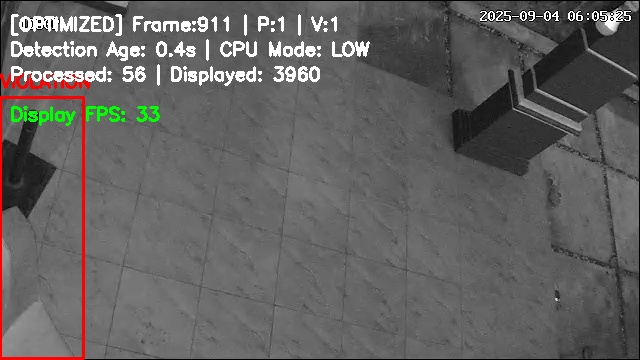 [OPTIMIZED] Frame:911 | P:1 | V:1
2025-09-04 06:05:25
Detection Age: 0.4s | CPU Mode: LOW
Processed: 56 | Displayed: 3960
VIOLATION
Display FPS: 33